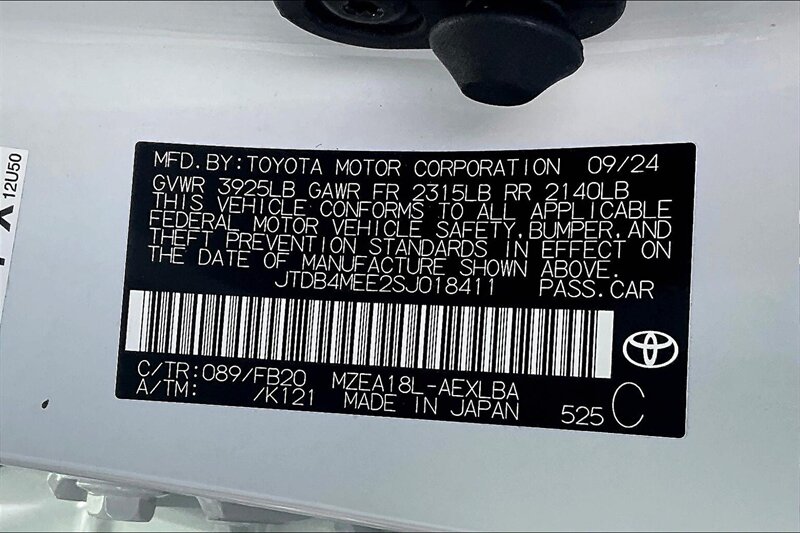 MFD. BY: TOYOTA MOTOR CORPORATION 09/24
GVWR 3925LB GAWR FR 2315LB RR 2140LB
THIS VEHICLE CONFORMS TO ALL APPLICABLE
FEDERAL MOTOR VEHICLE SAFETY, BUMPER, AND
THEFT PREVENTION STANDARDS IN EFFECT ON
THE DATE OF MANUFACTURE SHOWN ABOVE.
JTDB4MEE2SJ018411 PASS. CAR
C/TR: 089/FB20 MZEA18L-AEXLBA
A/TM: /K121 MADE IN JAPAN 525 C
12U50